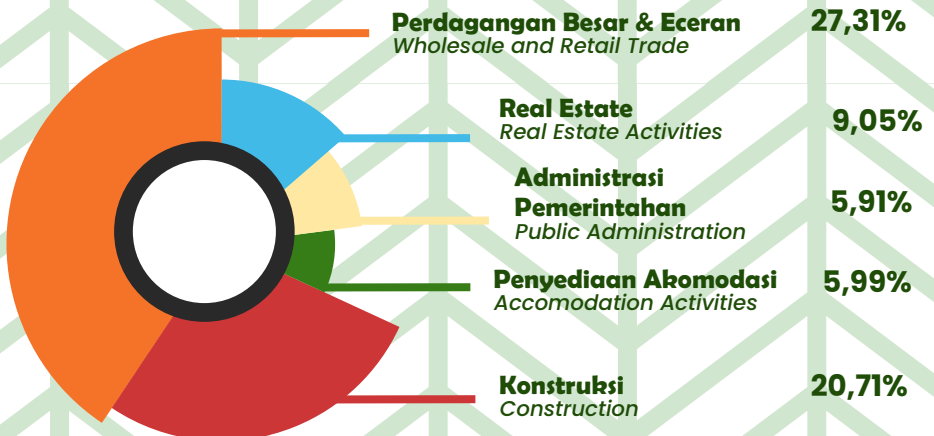 Perdagangan Besar & Eceran 27,31%
Wholesale and Retail Trade
Real Estate 9,05%
Real Estate Activities
Administrasi
Pemerintahan 5,91%
Public Administration
Penyediaan Akomodasi 5,99%
Accomodation Activities
Konstruksi 20,71%
Construction